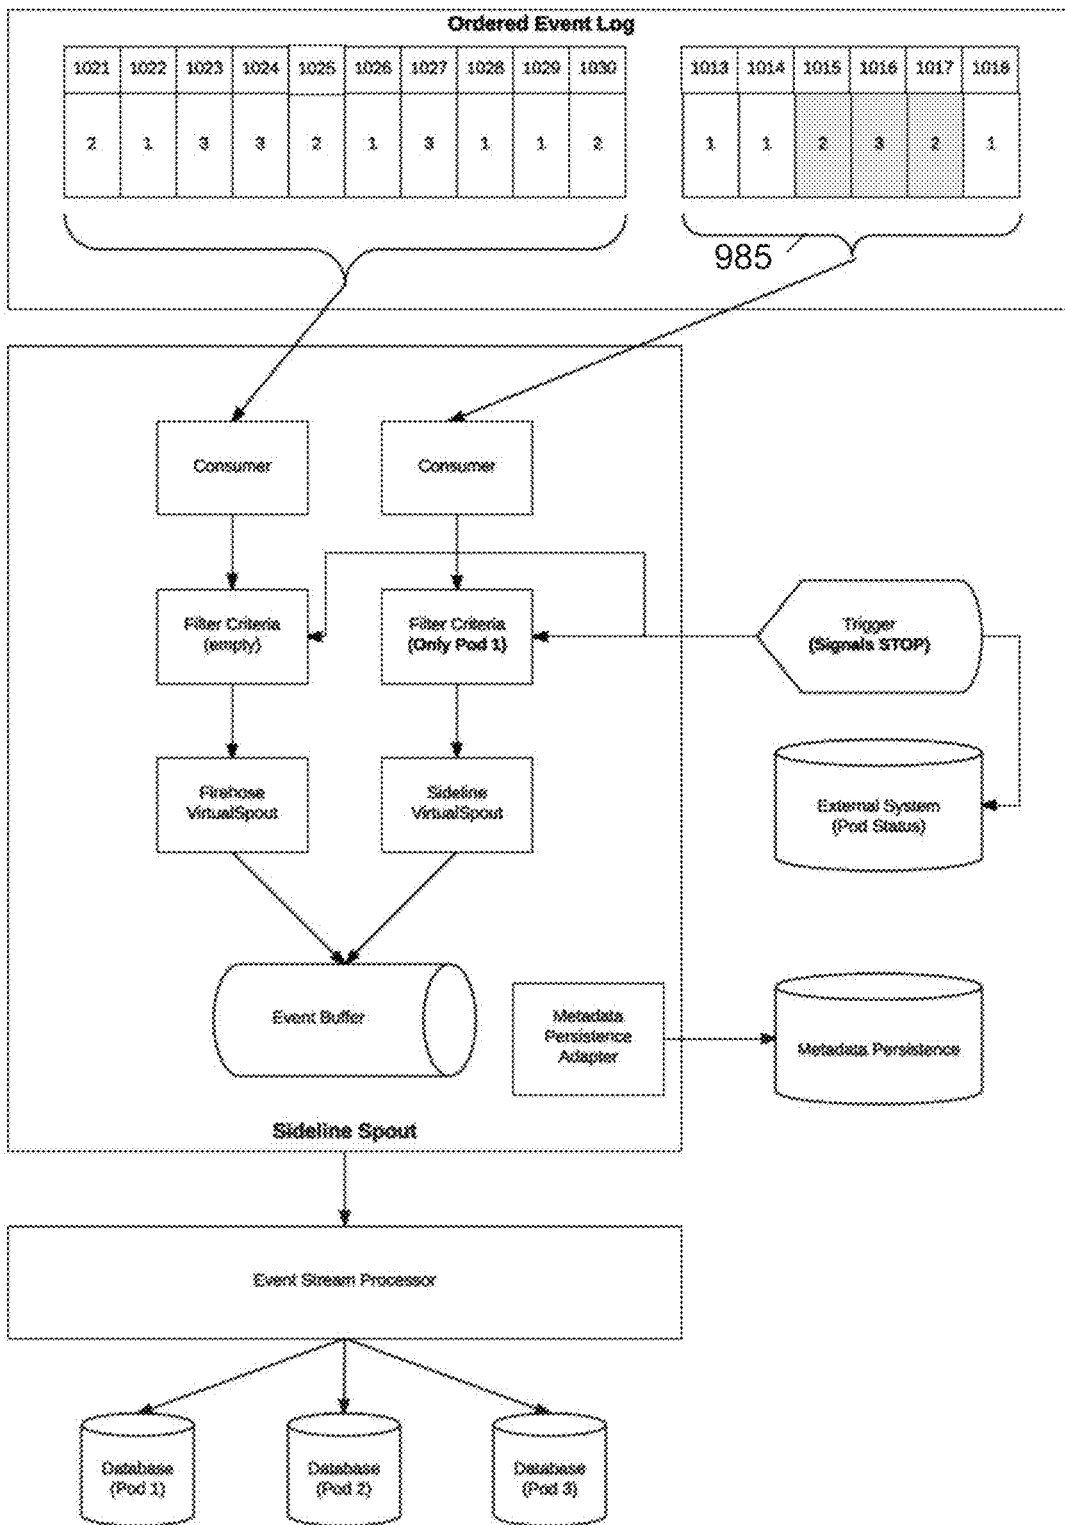 Ordered Event Log
1021 1022 1023 1024 1025 1026 1027 1028 1029 1030
2 1 3 3 2 1 3 1 1 2
1013 1014 1015 1016 1017 1018
1 1 2 3 2 1
985
Consumer
Consumer
Filter Criteria
(empty)
Filter Criteria
(Only Pod 1)
Trigger
(Signals STOP)
Firehose
VirtualSpout
Sideline
VirtualSpout
External System
(Pod Status)
Event Buffer
Metadata
Persistence
Adapter
Metadata Persistence
Sideline Spout
Event Stream Processor
Database
(Pod 1)
Database
(Pod 2)
Database
(Pod 3)